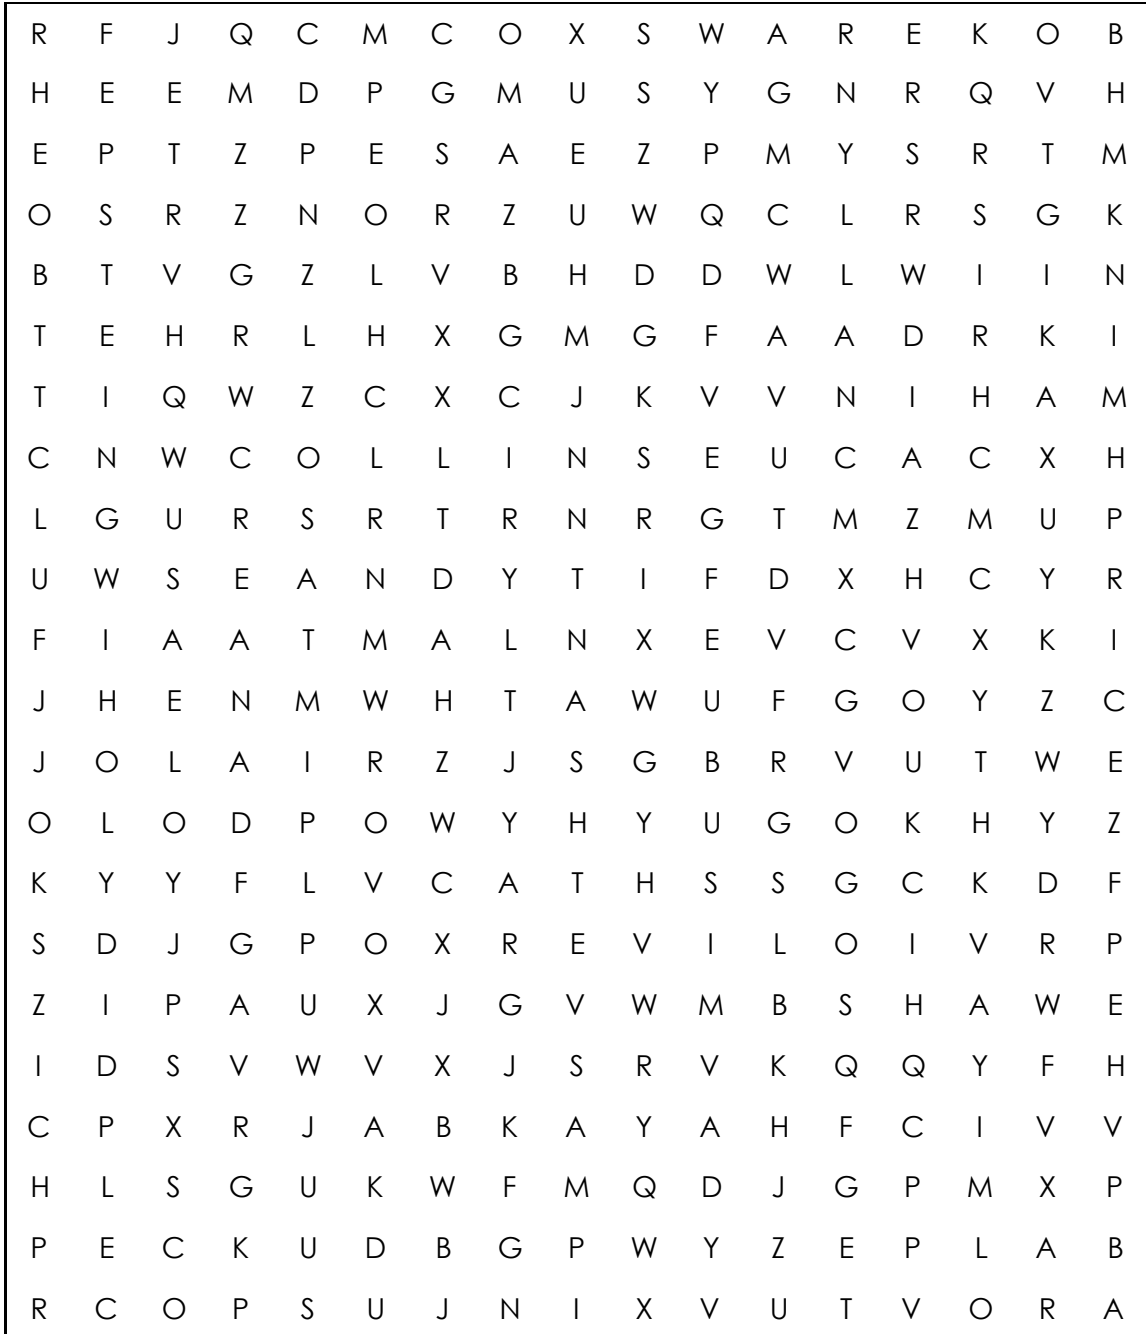 R F J Q C M C O X S W A R E K O B
H E E M D P G M U S Y G N R Q V H
E P T Z P E S A E Z P M Y S R T M
O S R Z N O R Z U W Q C L R S G K
B T V G Z L V B H D D W L W I I N
T E H R L H X G M G F A A D R K I
T I Q W Z C X C J K V V N I H A M
C N W C O L L I N S E U C A C X H
L G U R S R T R N R G T M Z M U P
U W S E A N D Y T I F D X H C Y R
F I A A T M A L N X E V C V X K I
J H E N M W H T A W U F G O Y Z C
J O L A I R Z J S G B R V U T W E
O L O D P O W Y H Y U G O K H Y Z
K Y Y F L V C A T H S S G C K D F
S D J G P O X R E V I L O I V R P
Z I P A U X J G V W M B S H A W E
I D S V W V X J S R V K Q Q Y F H
C P X R J A B K A Y A H F C I V V
H L S G U K W F M Q D J G P M X P
P E C K U D B G P W Y Z E P L A B
R C O P S U J N I X V U T V O R A